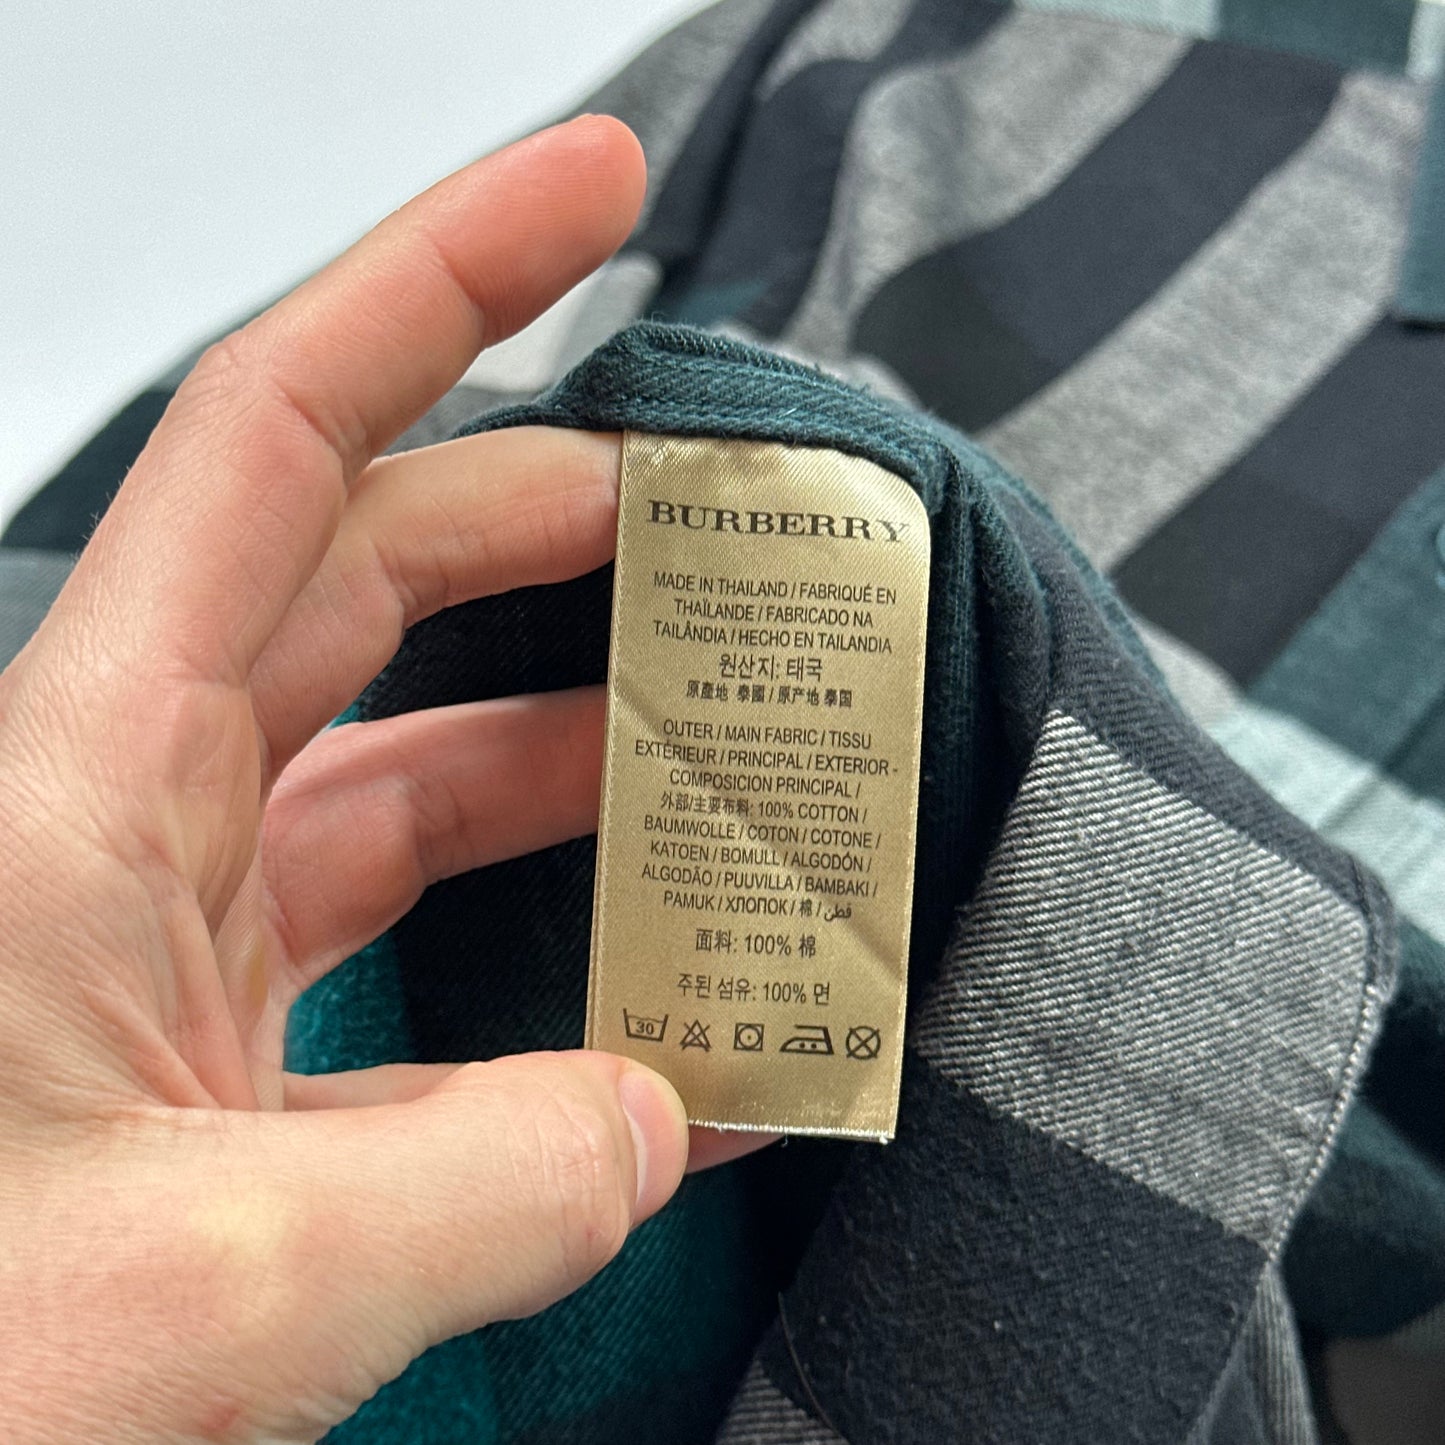 BURBERRY
MADE IN THAILAND / FABRIQUÉ EN
THAÏLANDE / FABRICADO NA
TAILÂNDIA / HECHO EN TAILANDIA
원산지: 태국
原產地 泰國 / 原产地 泰国
OUTER / MAIN FABRIC / TISSU
EXTÉRIEUR / PRINCIPAL / EXTERIOR -
COMPOSICION PRINCIPAL /
外部/主要布料: 100% COTTON /
BAUMWOLLE / COTON / COTONE /
KATOEN / BOMULL / ALGODÓN /
ALGODÃO / PUUVILLA / BAMBAKI /
PAMUK / ХЛОПОК / 棉 / قطن
面料: 100% 棉
주된 섬유: 100% 면
30